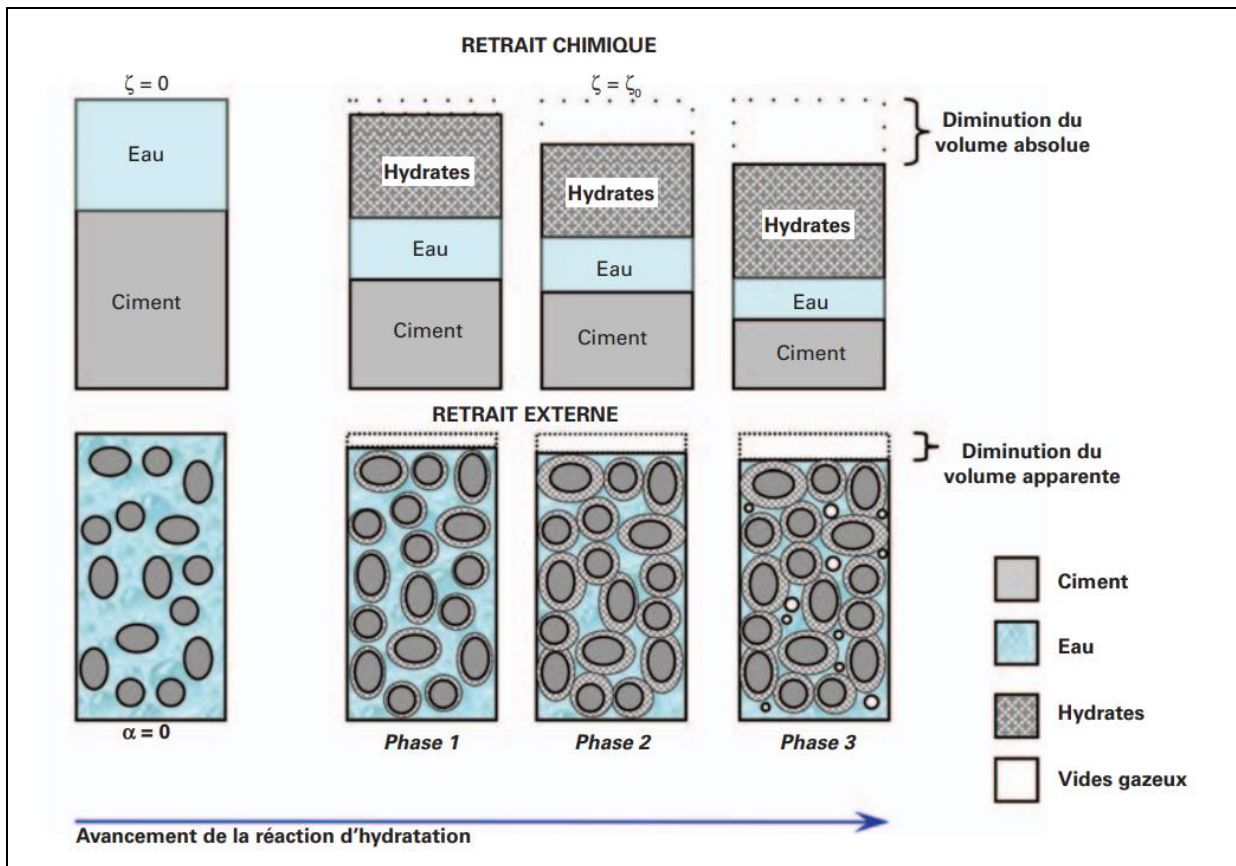 RETRAIT CHIMIQUE
ζ = 0
ζ = ζ₀
Eau
Ciment
Hydrates
Eau
Ciment
Hydrates
Eau
Ciment
Hydrates
Eau
Ciment
Diminution du
volume absolue
RETRAIT EXTERNE
Diminution du
volume apparente
α = 0
Phase 1
Phase 2
Phase 3
Ciment
Eau
Hydrates
Vides gazeux
Avancement de la réaction d’hydratation